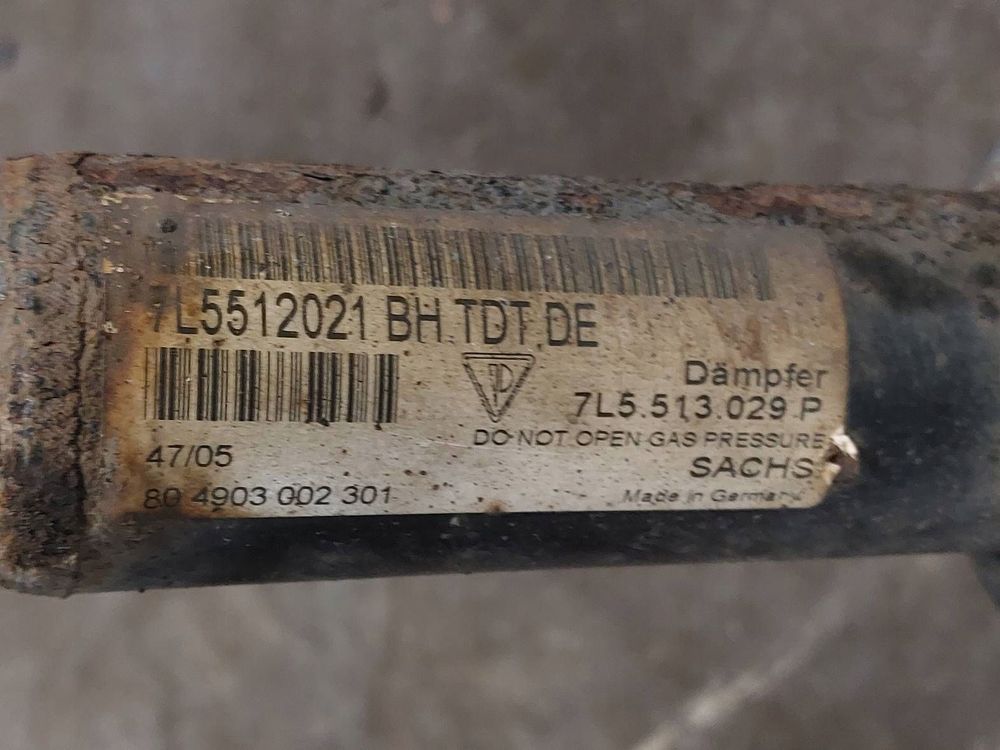 7L5512021 BH TDT DE
Dämpfer
7L5.513.029 P
DO NOT OPEN GAS PRESSURE
47/05
SACHS
80 4903 002 301
Made in Germany